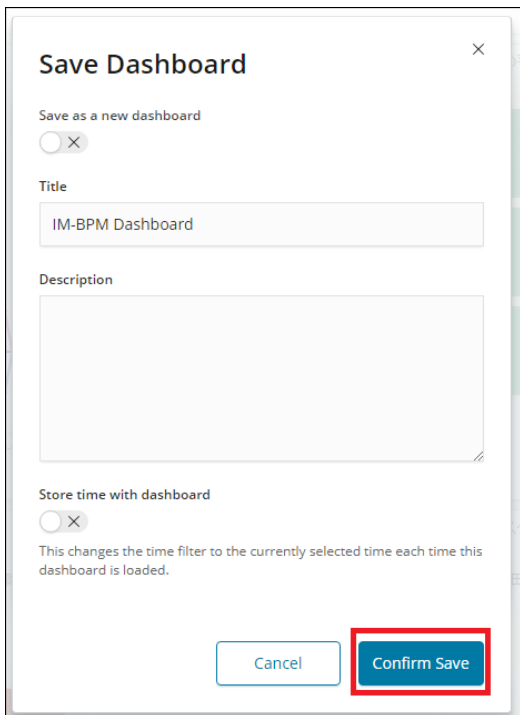 Save Dashboard
Save as a new dashboard
Title
IM-BPM Dashboard
Description
Store time with dashboard
This changes the time filter to the currently selected time each time this
dashboard is loaded.
Cancel
Confirm Save